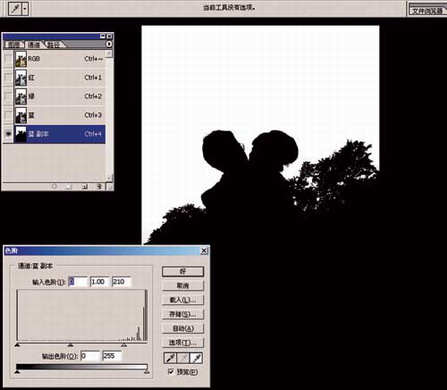 当前工具没有选项。
文件浏览器
图层 通道 路径
RGB Ctrl+~
红 Ctrl+1
绿 Ctrl+2
蓝 Ctrl+3
蓝 副本 Ctrl+4
色阶
通道:蓝 副本
输入色阶(I): 0 1.00 210
输出色阶(O): 0 255
好
取消
载入(L)...
存储(S)...
自动(A)
选项(T)...
预览(P)